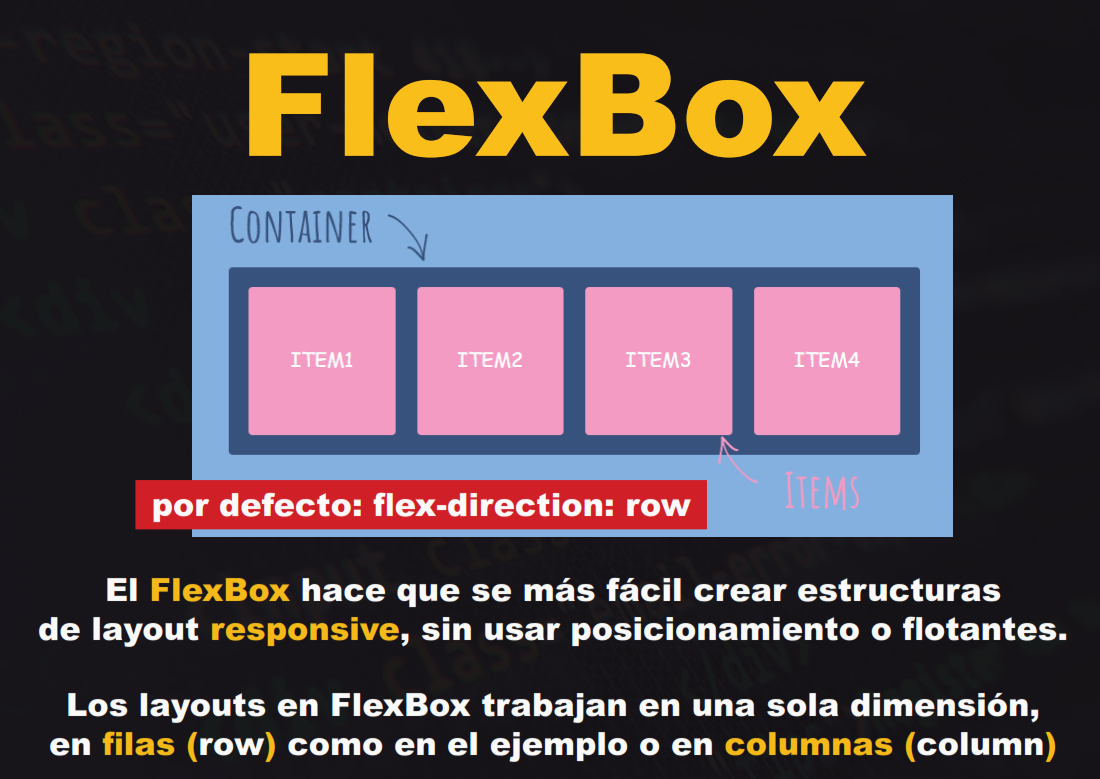 FlexBox
Container
ITEM1 ITEM2 ITEM3 ITEM4
Items
por defecto: flex-direction: row
El FlexBox hace que se más fácil crear estructuras
de layout responsive, sin usar posicionamiento o flotantes.
Los layouts en FlexBox trabajan en una sola dimensión,
en filas (row) como en el ejemplo o en columnas (column)